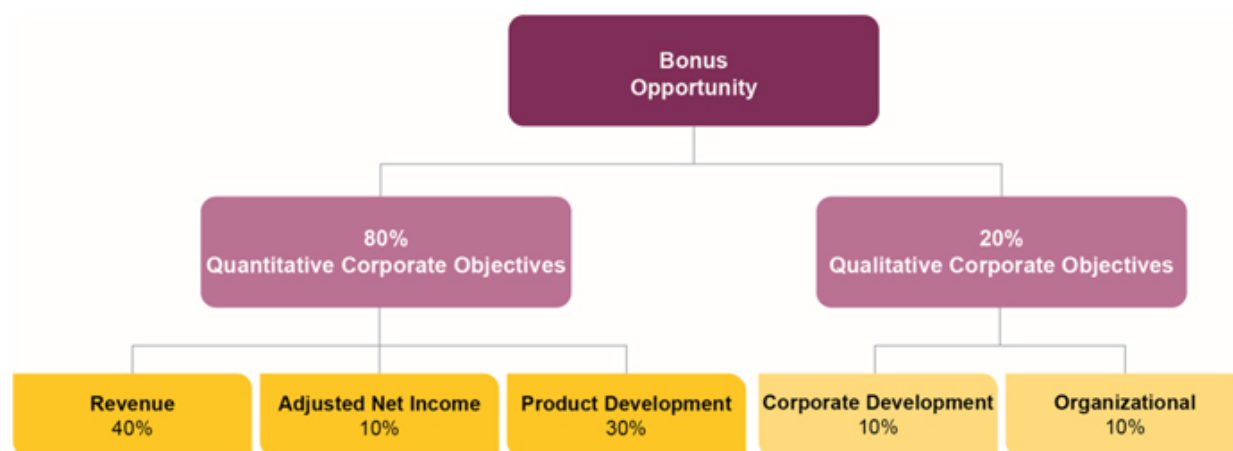 Bonus
Opportunity
80%
Quantitative Corporate Objectives
20%
Qualitative Corporate Objectives
Revenue
40%
Adjusted Net Income
10%
Product Development
30%
Corporate Development
10%
Organizational
10%